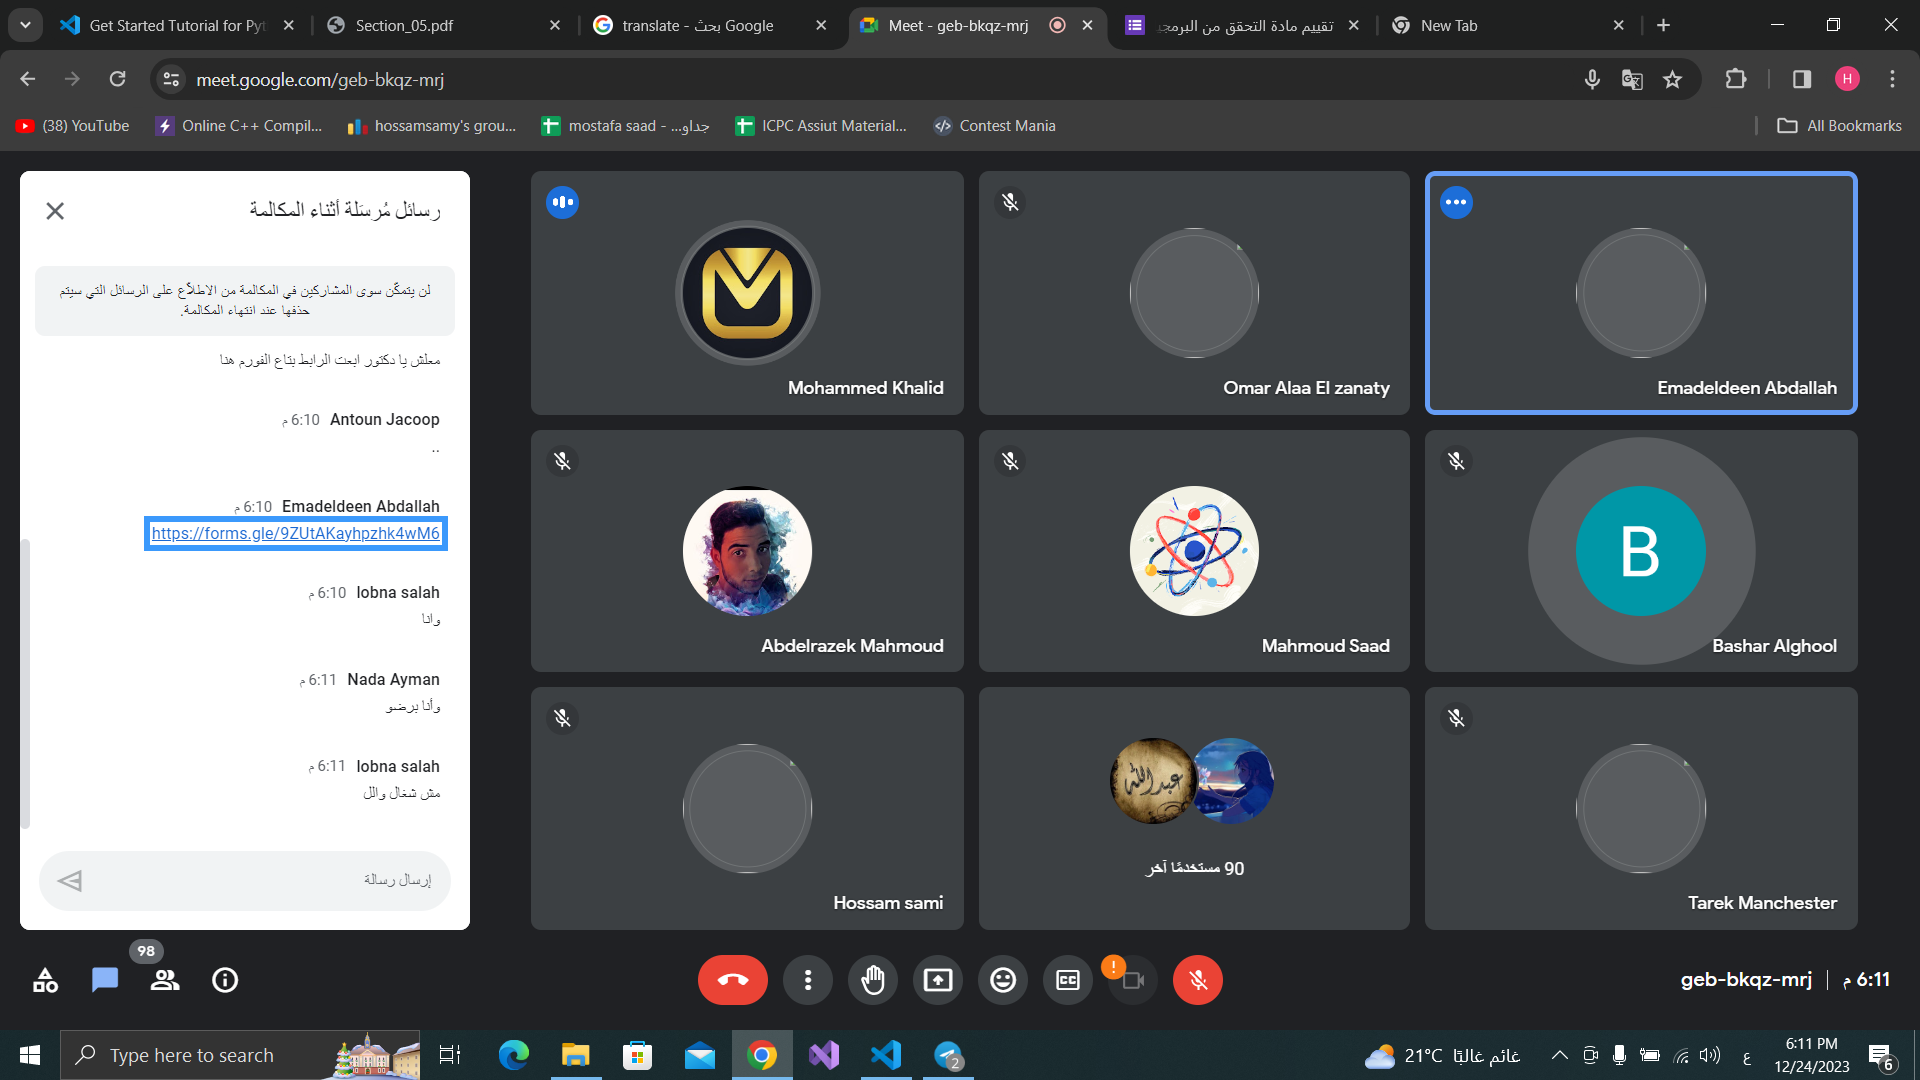 Get Started Tutorial for Pyt
Section_05.pdf
translate - بحث Google
Meet - geb-bkqz-mrj
تقييم مادة التحقق من البرمجي
New Tab
meet.google.com/geb-bkqz-mrj
H
(38) YouTube
Online C++ Compil...
hossamsamy's grou...
mostafa saad - ...جداو
ICPC Assiut Material...
Contest Mania
All Bookmarks
رسائل مُرسَلة أثناء المكالمة
لن يتمكّن سوى المشاركين في المكالمة من الاطلاّع على الرسائل التي سيتم
حذفها عند انتهاء المكالمة.
معلش يا دكتور ابعت الرابط بتاع الفورم هنا
Antoun Jacoop 6:10 م
..
Emadeldeen Abdallah 6:10 م
https://forms.gle/9ZUtAKayhpzhk4wM6
lobna salah 6:10 م
وانا
Nada Ayman 6:11 م
وأنا برضو
lobna salah 6:11 م
مش شغال والل
إرسال رسالة
Mohammed Khalid
Omar Alaa El zanaty
Emadeldeen Abdallah
Abdelrazek Mahmoud
Mahmoud Saad
B
Bashar Alghool
Hossam sami
عبدالله
90 مستخدمًا آخر
Tarek Manchester
98
CC
!
geb-bkqz-mrj | 6:11 م
Type here to search
2
21°C غائم غالبًا
ع
6:11 PM
12/24/2023
6